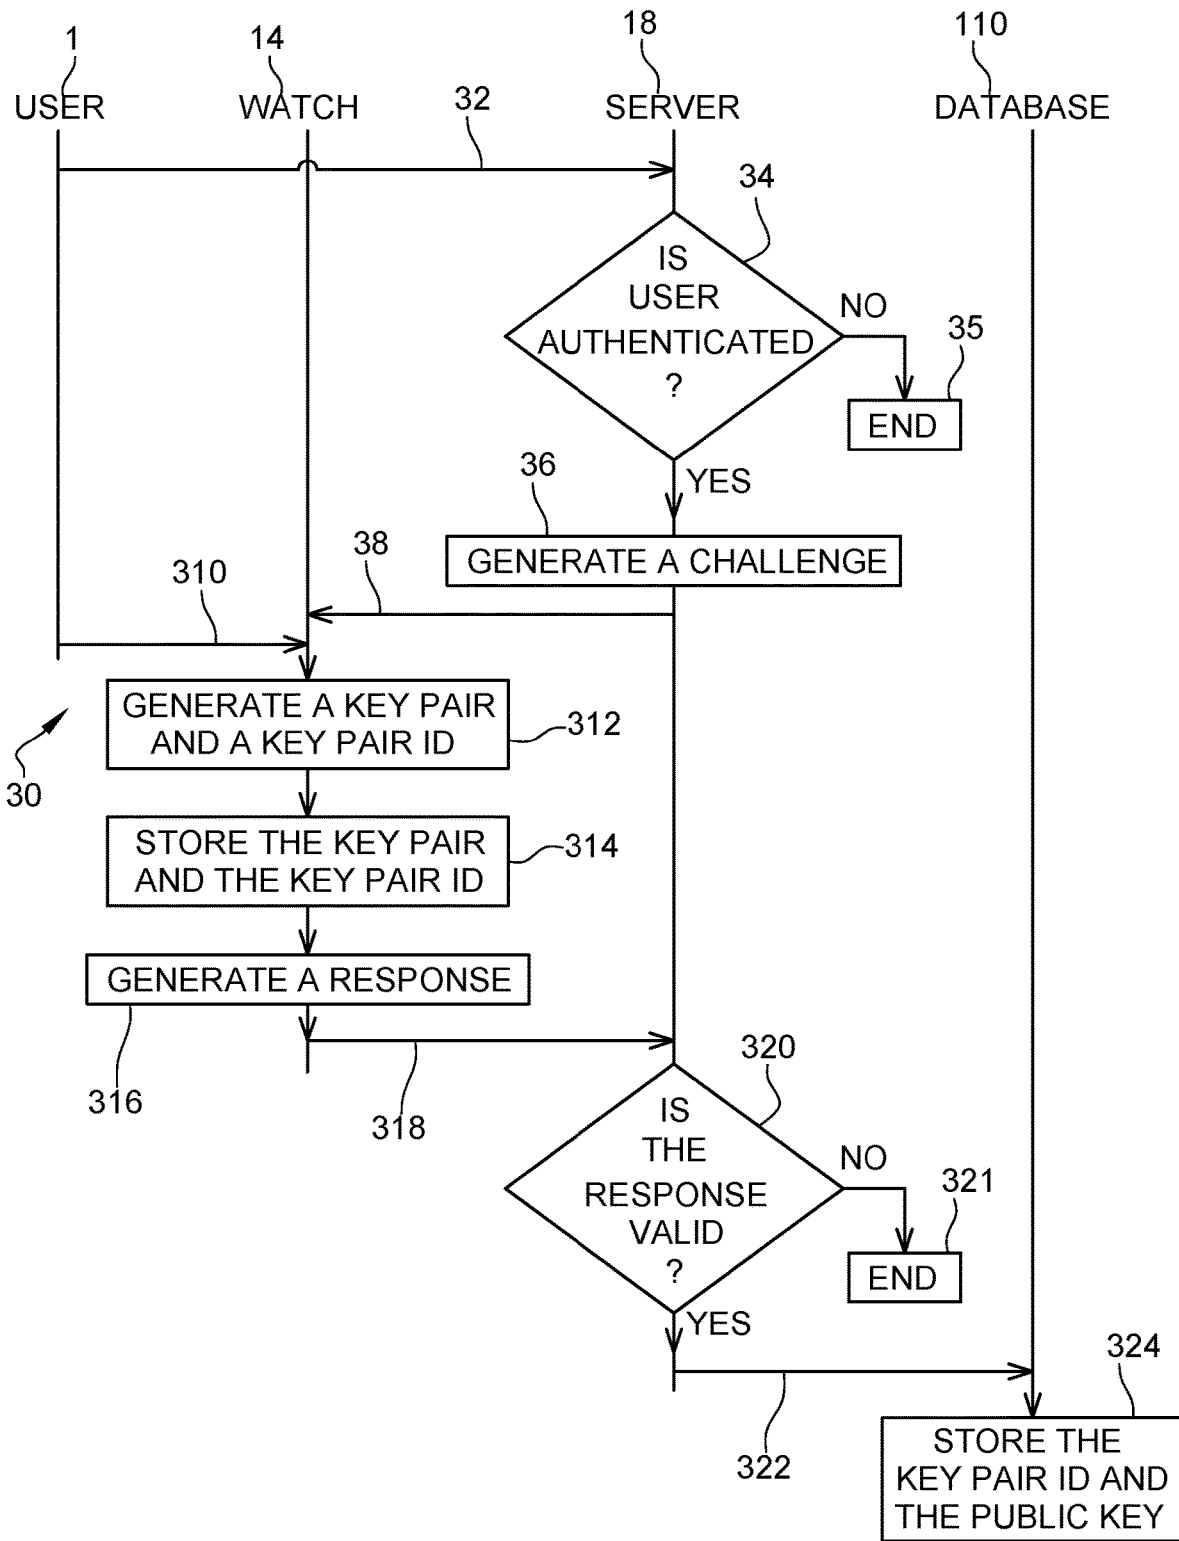 1
14
18
110
USER
WATCH
SERVER
DATABASE
32
34
IS
USER
AUTHENTICATED
?
NO
35
END
YES
36
GENERATE A CHALLENGE
38
310
GENERATE A KEY PAIR
AND A KEY PAIR ID
312
30
STORE THE KEY PAIR
AND THE KEY PAIR ID
314
GENERATE A RESPONSE
316
318
320
IS
THE
RESPONSE
VALID
?
NO
321
END
YES
322
324
STORE THE
KEY PAIR ID AND
THE PUBLIC KEY